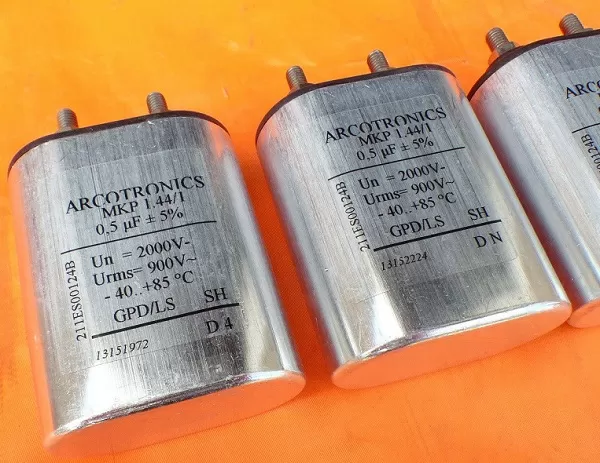 ARCOTRONICS
MKP 1.44/1
0,5 µF ± 5%
Un = 2000V-
Urms= 900V~
- 40..+85 °C
GPD/LS SH
D 4
211ES00124B
13151972
ARCOTRONICS
MKP 1.44/1
0,5 µF ± 5%
Un = 2000V-
Urms= 900V~
- 40..+85 °C
GPD/LS SH
D N
211ES00124B
13152224
ARCO
00124B